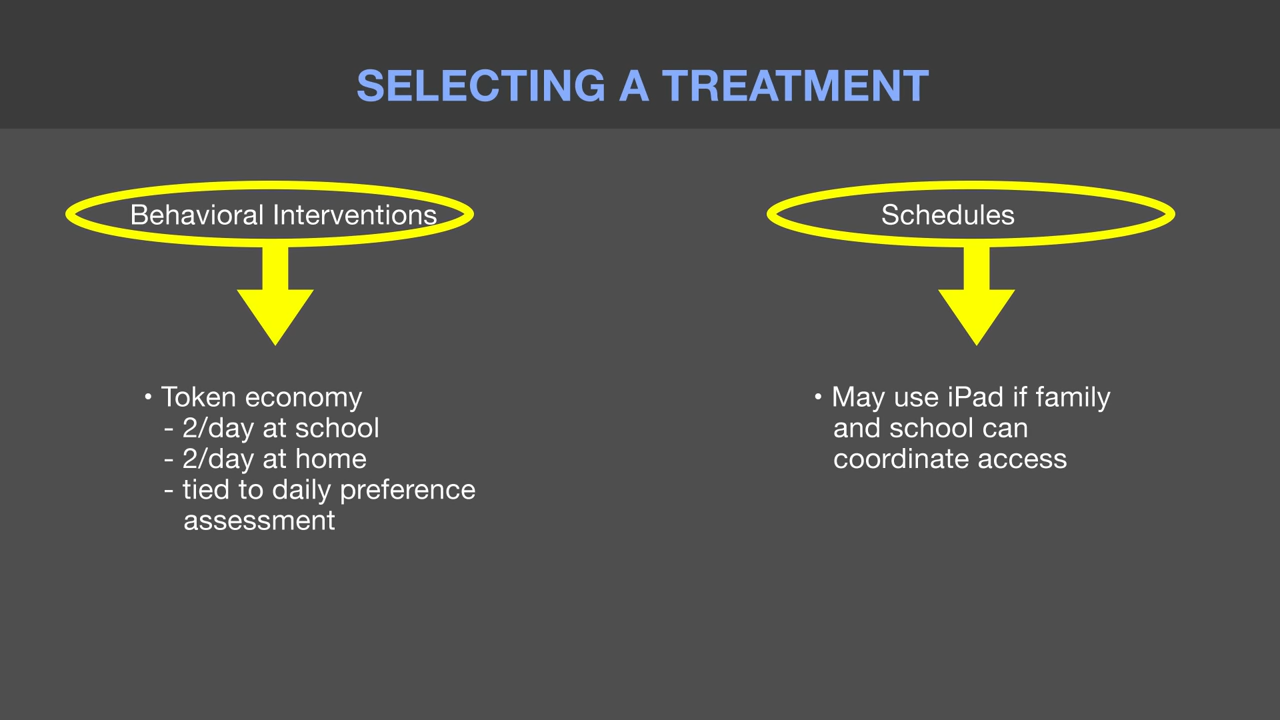 SELECTING A TREATMENT
Behavioral Interventions
• Token economy
- 2/day at school
- 2/day at home
- tied to daily preference
assessment
Schedules
• May use iPad if family
and school can
coordinate access